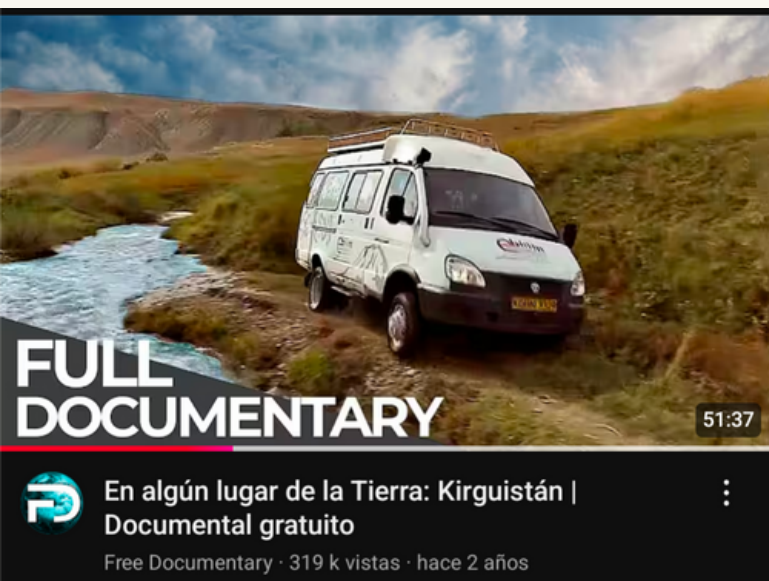 FULL
DOCUMENTARY
51:37
En algún lugar de la Tierra: Kirguistán |
Documental gratuito
Free Documentary · 319 k vistas · hace 2 años